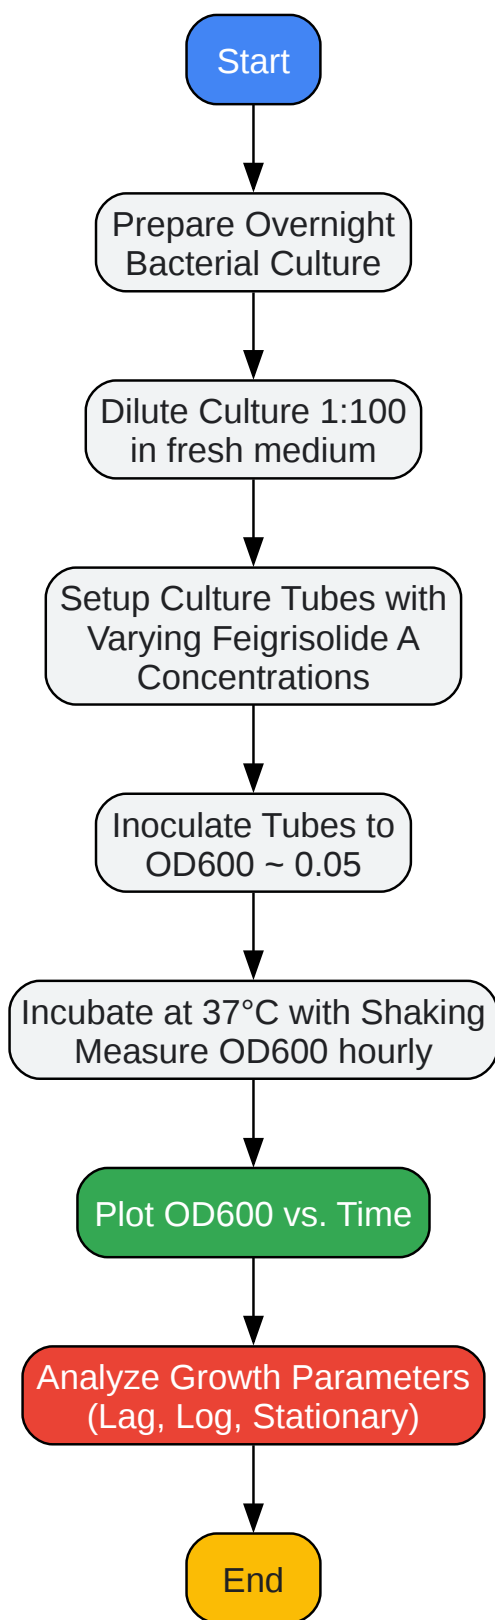 Start
Prepare Overnight
Bacterial Culture
Dilute Culture 1:100
in fresh medium
Setup Culture Tubes with
Varying Feigrisolide A
Concentrations
Inoculate Tubes to
OD600 ~ 0.05
Incubate at 37°C with Shaking
Measure OD600 hourly
Plot OD600 vs. Time
Analyze Growth Parameters
(Lag, Log, Stationary)
End